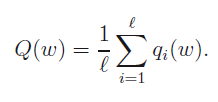 Q(w) = \frac{1}{\ell} \sum_{i=1}^{\ell} q_i(w).